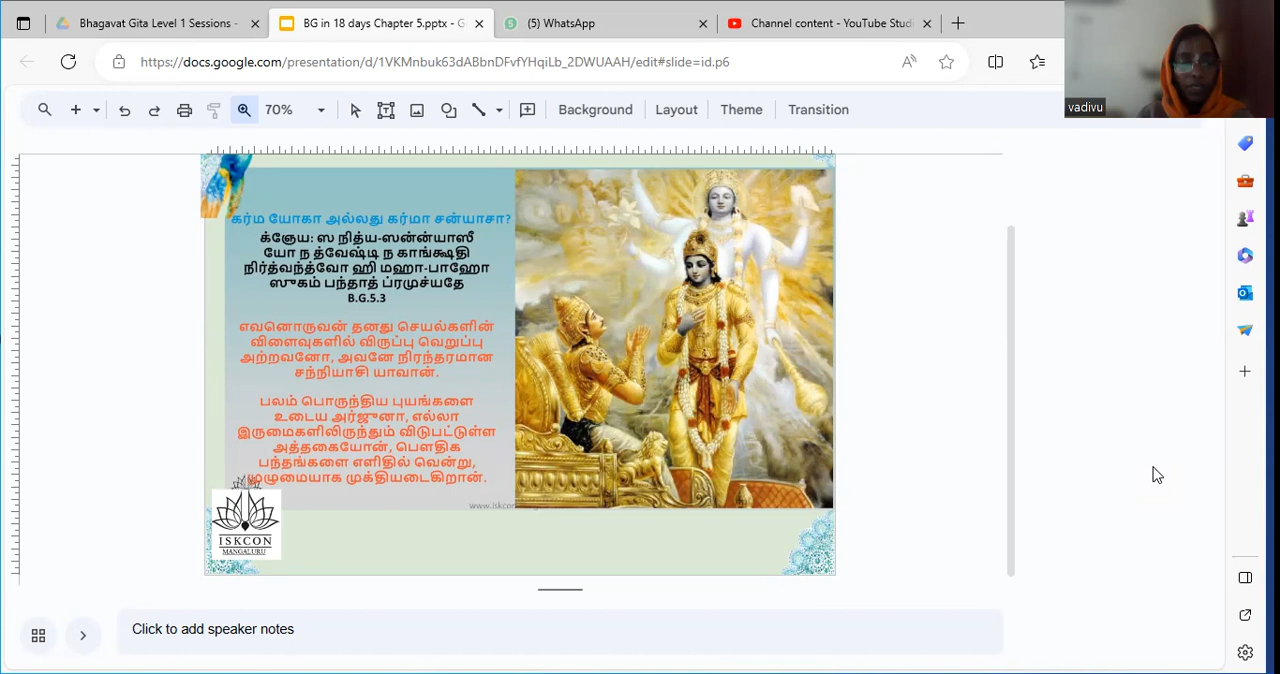 Bhagavat Gita Level 1 Sessions -
BG in 18 days Chapter 5.pptx - G
(5) WhatsApp
Channel content - YouTube Stud
https://docs.google.com/presentation/d/1VKMnbuk63dABbnDFvfYHqiLb_2DWUAAH/edit#slide=id.p6
vadivu
70%
Background
Layout
Theme
Transition
கர்ம யோகா அல்லது கர்மா சன்யாசா?
க்ஞேய: ஸ நித்ய-ஸன்ன்யாஸீ
யோ ந த்வேஷ்டி ந காங்க்ஷதி
நிர்த்வந்த்வோ ஹி மஹா-பாஹோ
ஸுகம் பந்தாத் ப்ரமுச்யதே
B.G.5.3
எவனொருவன் தனது செயல்களின்
விளைவுகளில் விருப்பு வெறுப்பு
அற்றவனோ, அவனே நிரந்தரமான
சந்நியாசி யாவான்.
பலம் பொருந்திய புயங்களை
உடைய அர்ஜுனா, எல்லா
இருமைகளிலிருந்தும் விடுபட்டுள்ள
அத்தகையோன், பௌதிக
பந்தங்களை எளிதில் வென்று,
முழுமையாக முக்தியடைகிறான்.
www.iskcon
ISKCON
MANGALURU
Click to add speaker notes